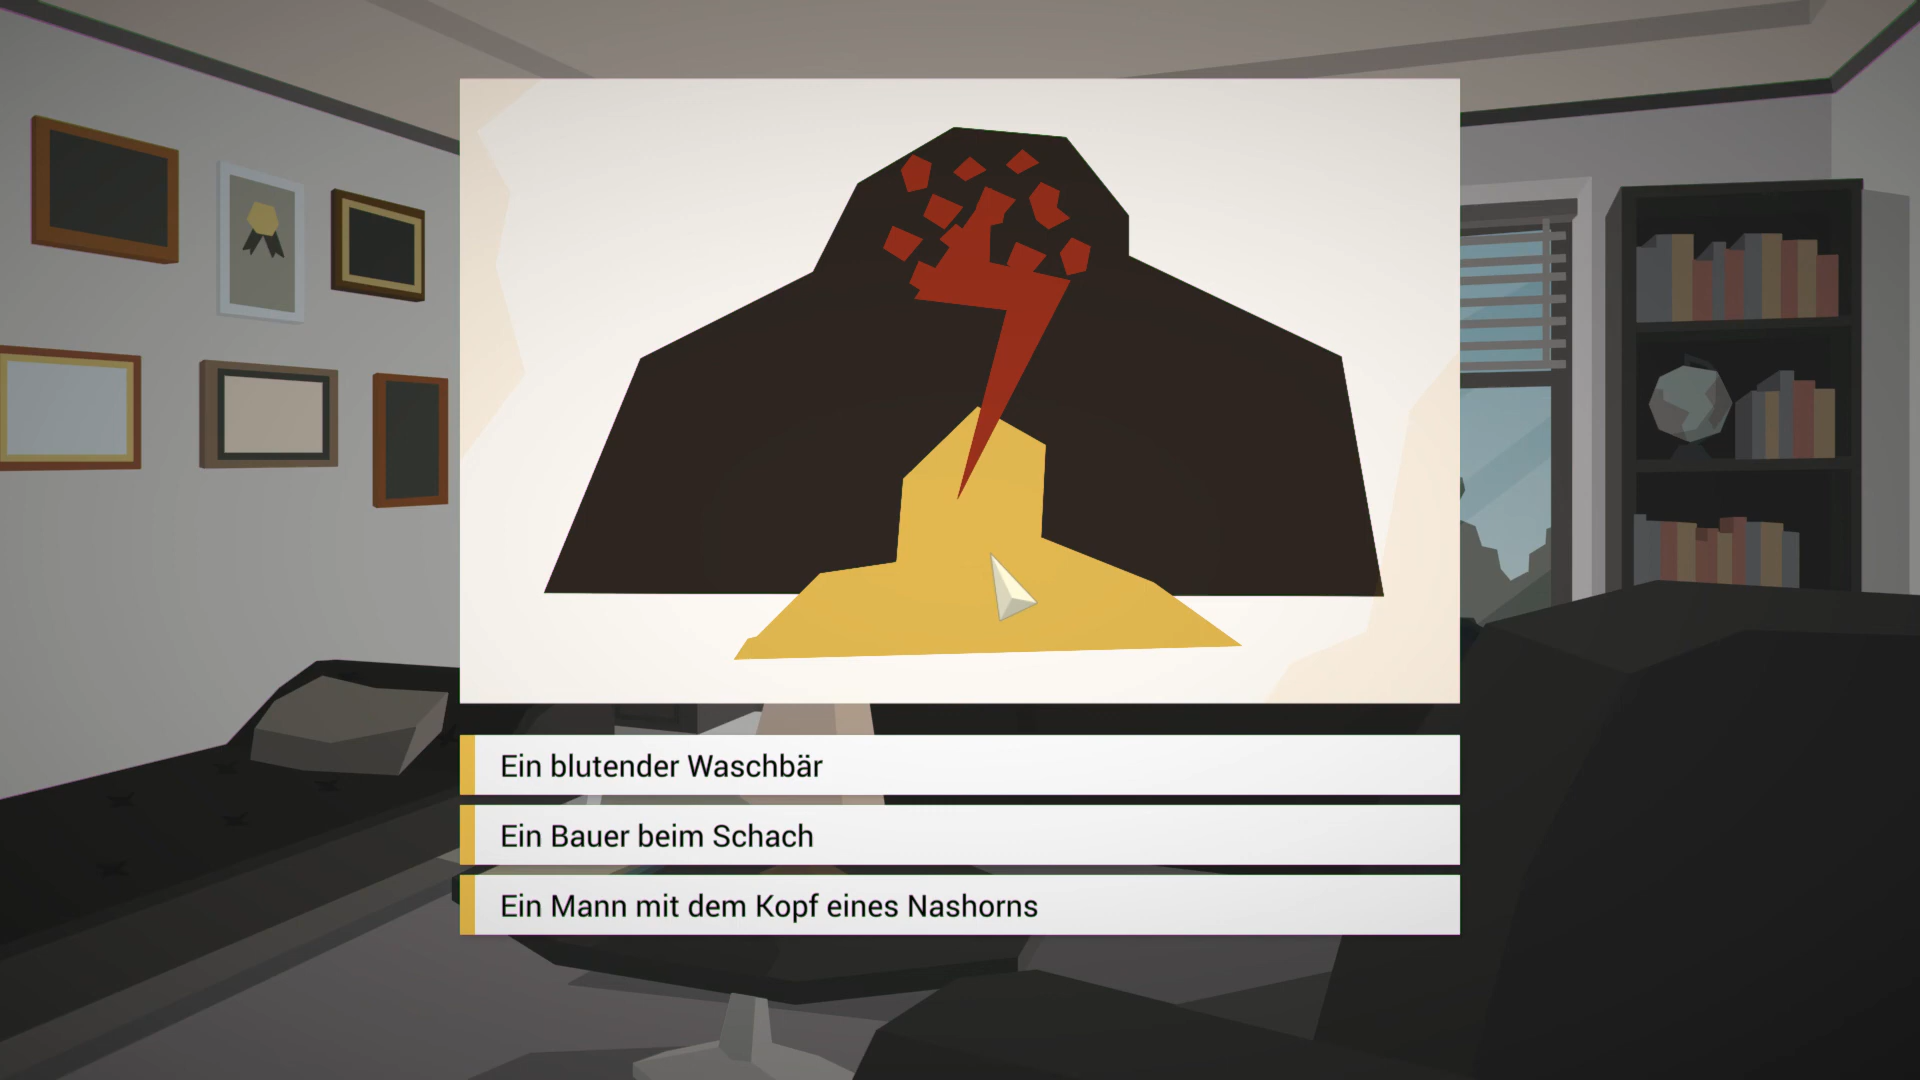 Ein blutender Waschbär
Ein Bauer beim Schach
Ein Mann mit dem Kopf eines Nashorns